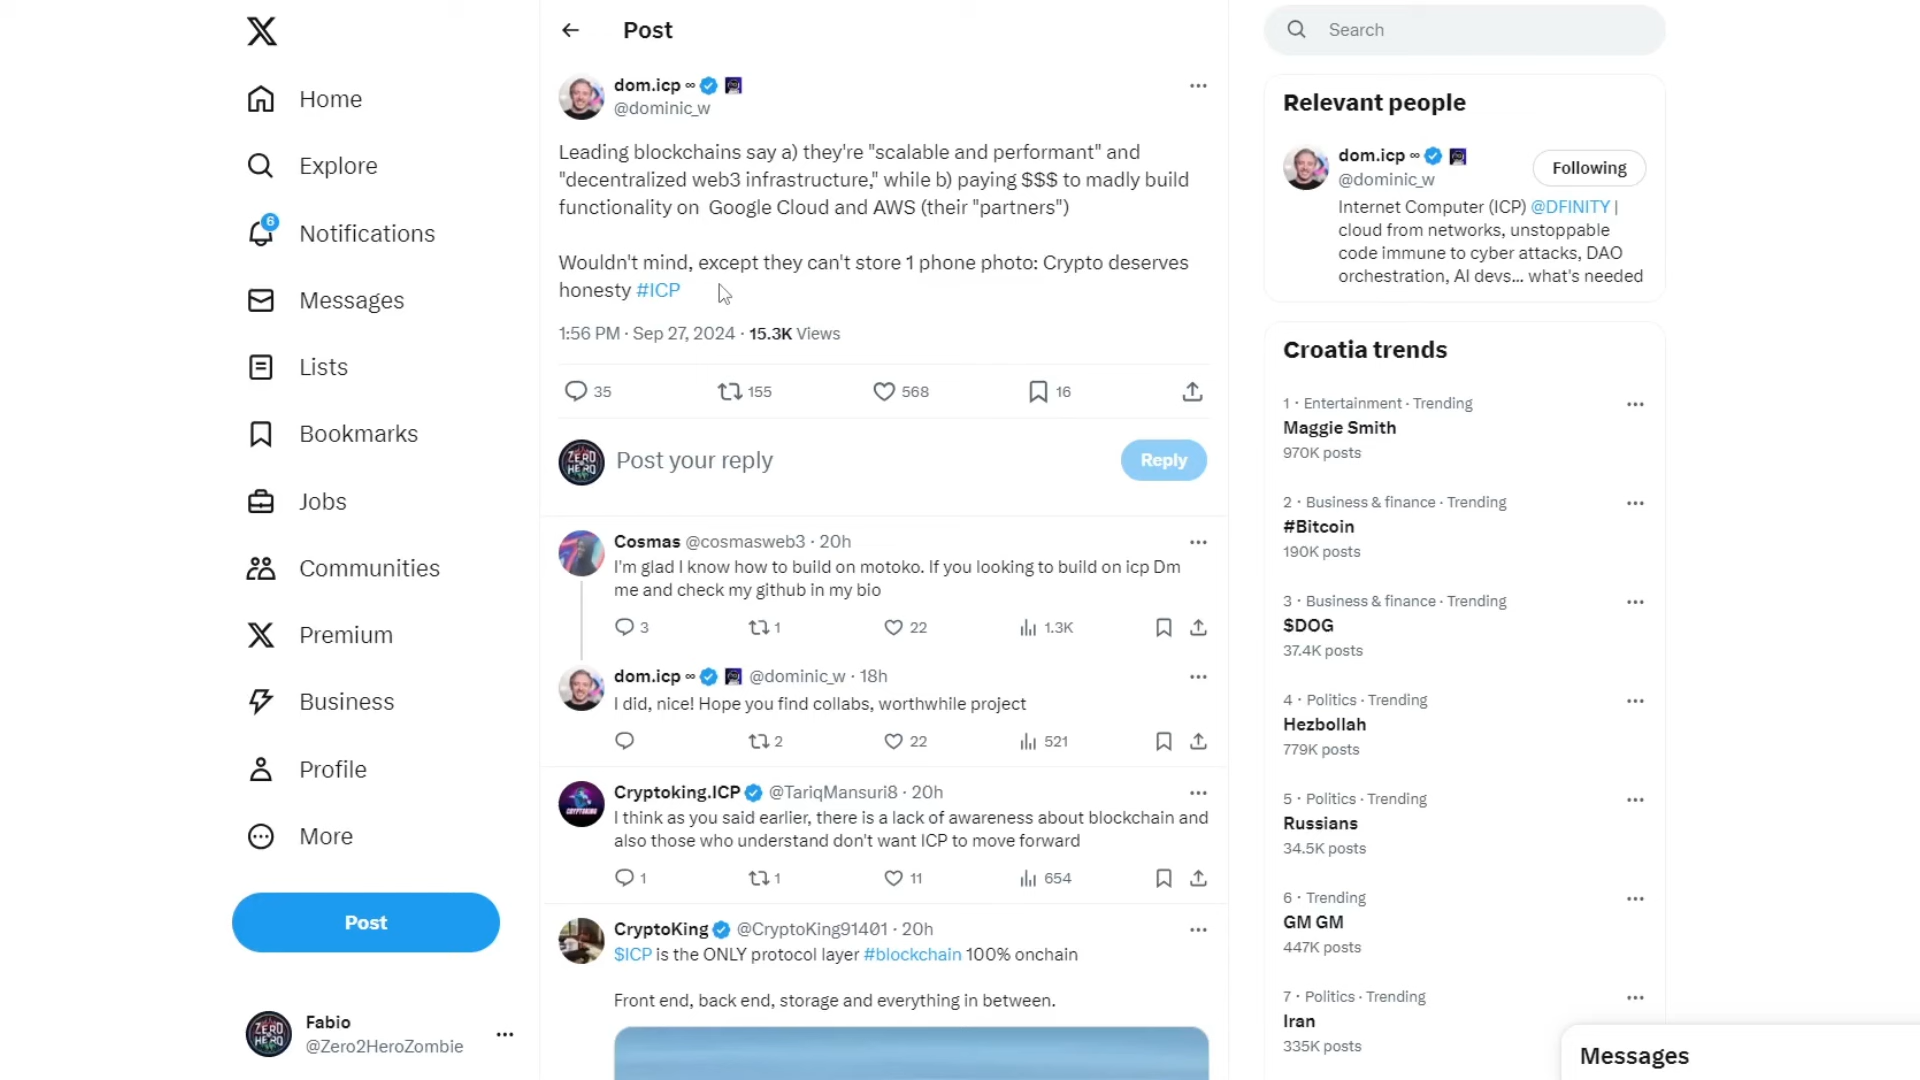 Home
Explore
6
Notifications
Messages
Lists
Bookmarks
Jobs
Communities
Premium
Business
Profile
More
Post
Fabio
@Zero2HeroZombie
Post
dom.icp ∞
@dominic_w
Leading blockchains say a) they're "scalable and performant" and
"decentralized web3 infrastructure," while b) paying $$$ to madly build
functionality on Google Cloud and AWS (their "partners")
Wouldn't mind, except they can't store 1 phone photo: Crypto deserves
honesty #ICP
1:56 PM · Sep 27, 2024 · 15.3K Views
35 155 568 16
ZERO
HERO
Post your reply
Reply
Cosmas @cosmasweb3 · 20h
I'm glad I know how to build on motoko. If you looking to build on icp Dm
me and check my github in my bio
3 1 22 1.3K
dom.icp ∞ @dominic_w · 18h
I did, nice! Hope you find collabs, worthwhile project
2 22 521
Cryptoking.ICP @TariqMansuri8 · 20h
I think as you said earlier, there is a lack of awareness about blockchain and
also those who understand don't want ICP to move forward
1 1 11 654
CryptoKing @CryptoKing91401 · 20h
$ICP is the ONLY protocol layer #blockchain 100% onchain
Front end, back end, storage and everything in between.
Search
Relevant people
dom.icp ∞
@dominic_w
Following
Internet Computer (ICP) @DFINITY |
cloud from networks, unstoppable
code immune to cyber attacks, DAO
orchestration, AI devs... what's needed
Croatia trends
1 · Entertainment · Trending
Maggie Smith
970K posts
2 · Business & finance · Trending
#Bitcoin
190K posts
3 · Business & finance · Trending
$DOG
37.4K posts
4 · Politics · Trending
Hezbollah
779K posts
5 · Politics · Trending
Russians
34.5K posts
6 · Trending
GM GM
447K posts
7 · Politics · Trending
Iran
335K posts
Messages